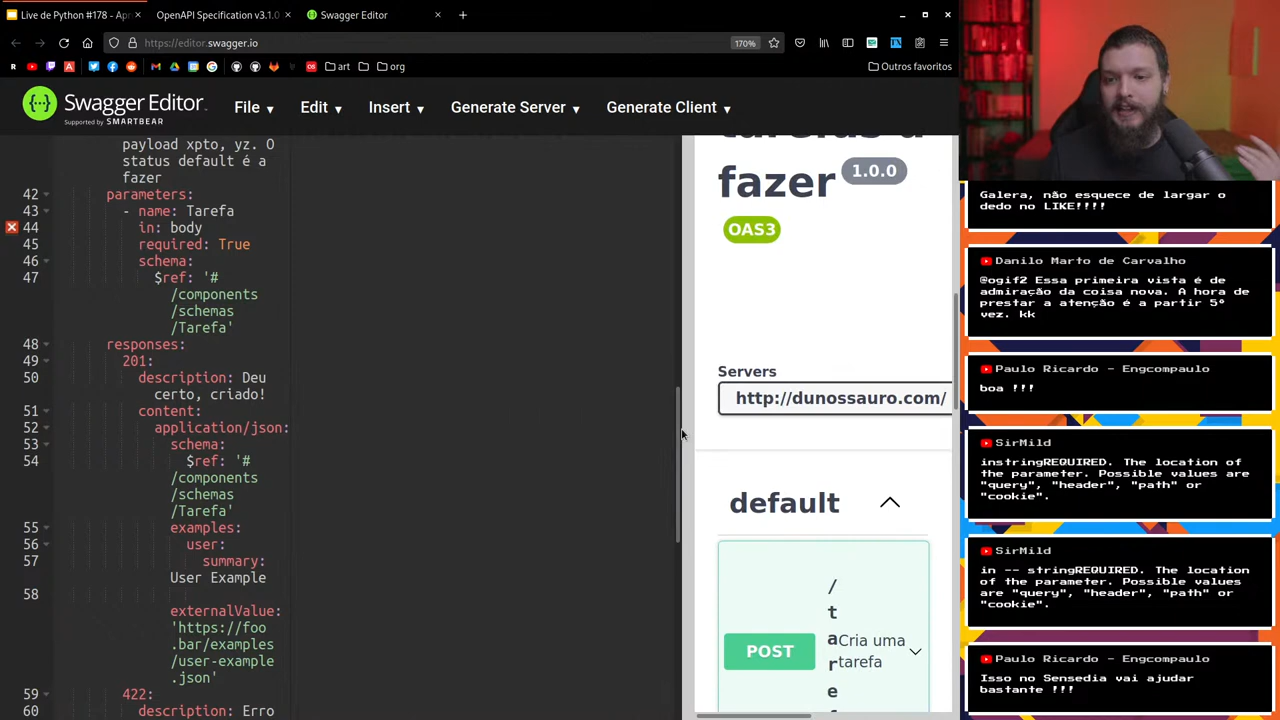 Live de Python #178 - Ap
OpenAPI Specification v3.1.0
Swagger Editor
https://editor.swagger.io
170%
R
art
org
Outros favoritos
Swagger Editor
Supported by SMARTBEAR
File
Edit
Insert
Generate Server
Generate Client
payload xpto, yz. O
status default é a
fazer
42 parameters:
43 - name: Tarefa
44 in: body
45 required: True
46 schema:
47 $ref: '#
/components
/schemas
/Tarefa'
48 responses:
49 201:
50 description: Deu
certo, criado!
51 content:
52 application/json:
53 schema:
54 $ref: '#
/components
/schemas
/Tarefa'
55 examples:
56 user:
57 summary:
User Example
58
externalValue:
'https://foo
.bar/examples
/user-example
.json'
59 422:
60 description: Erro
fazer 1.0.0
OAS3
Servers
http://dunossauro.com/
default
POST
/
t
a
r
e
Cria uma
tarefa
Galera, não esquece de largar o
dedo no LIKE!!!!
Danilo Marto de Carvalho
@ogif2 Essa primeira vista é de
admiração da coisa nova. A hora de
prestar a atenção é a partir 5°
vez. kk
Paulo Ricardo - Engcompaulo
boa !!!
SirMild
instringREQUIRED. The location of
the parameter. Possible values are
"query", "header", "path" or
"cookie".
SirMild
in -- stringREQUIRED. The location
of the parameter. Possible values
are "query", "header", "path" or
"cookie".
Paulo Ricardo - Engcompaulo
Isso no Sensedia vai ajudar
bastante !!!